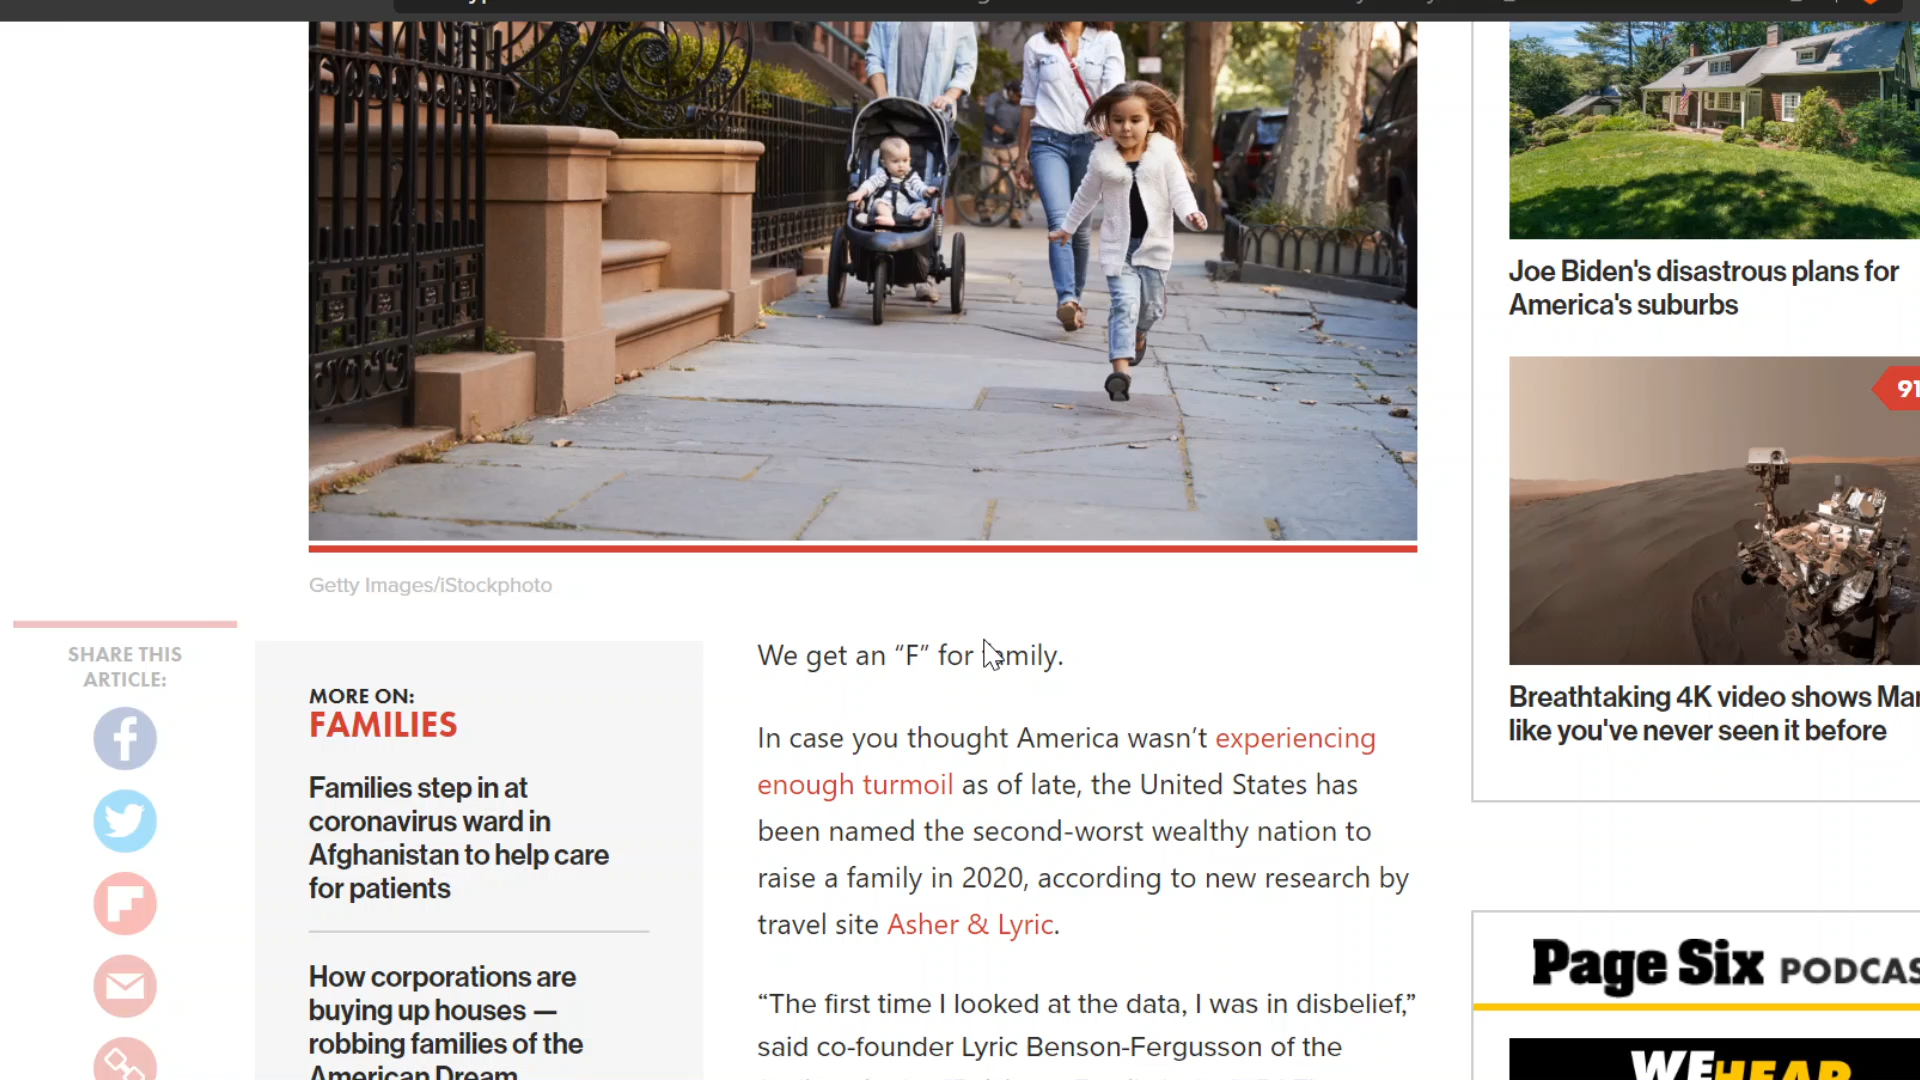 Getty Images/iStockphoto
SHARE THIS
ARTICLE:
MORE ON:
FAMILIES
Families step in at
coronavirus ward in
Afghanistan to help care
for patients
How corporations are
buying up houses —
robbing families of the
American Dream
We get an “F” for family.
In case you thought America wasn’t experiencing
enough turmoil as of late, the United States has
been named the second-worst wealthy nation to
raise a family in 2020, according to new research by
travel site Asher & Lyric.
“The first time I looked at the data, I was in disbelief,”
said co-founder Lyric Benson-Fergusson of the
Joe Biden's disastrous plans for
America's suburbs
91
Breathtaking 4K video shows Mar
like you've never seen it before
Page Six PODCAS
WE HEAR